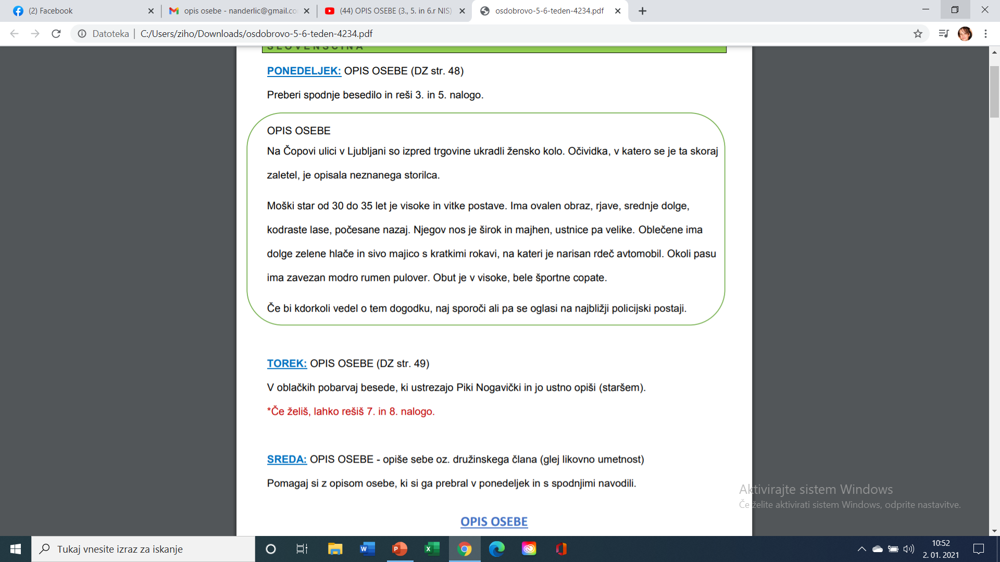 (2) Facebook
opis osebe - nanderlic@gmail.co
(44) OPIS OSEBE (3., 5. in 6.r NIS)
osdobrovo-5-6-teden-4234.pdf
Datoteka
C:/Users/ziho/Downloads/osdobrovo-5-6-teden-4234.pdf
SLOVENŠČINA
PONEDELJEK: OPIS OSEBE (DZ str. 48)
Preberi spodnje besedilo in reši 3. in 5. nalogo.
OPIS OSEBE
Na Čopovi ulici v Ljubljani so izpred trgovine ukradli žensko kolo. Očividka, v katero se je ta skoraj
zaletel, je opisala neznanega storilca.
Moški star od 30 do 35 let je visoke in vitke postave. Ima ovalen obraz, rjave, srednje dolge,
kodraste lase, počesane nazaj. Njegov nos je širok in majhen, ustnice pa velike. Oblečene ima
dolge zelene hlače in sivo majico s kratkimi rokavi, na kateri je narisan rdeč avtomobil. Okoli pasu
ima zavezan modro rumen pulover. Obut je v visoke, bele športne copate.
Če bi kdorkoli vedel o tem dogodku, naj sporoči ali pa se oglasi na najbližji policijski postaji.
TOREK: OPIS OSEBE (DZ str. 49)
V oblačkih pobarvaj besede, ki ustrezajo Piki Nogavički in jo ustno opiši (staršem).
*Če želiš, lahko rešiš 7. in 8. nalogo.
SREDA: OPIS OSEBE - opiše sebe oz. družinskega člana (glej likovno umetnost)
Pomagaj si z opisom osebe, ki si ga prebral v ponedeljek in s spodnjimi navodili.
OPIS OSEBE
Aktivirajte sistem Windows
Če želite aktivirati sistem Windows, odprite nastavitve.
Tukaj vnesite izraz za iskanje
10:52
2. 01. 2021